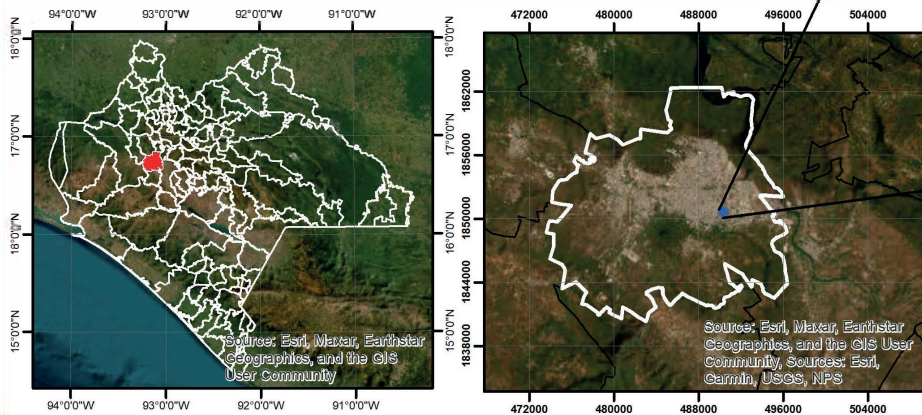 94°0'0"W 93°0'0"W 92°0'0"W 91°0'0"W
18°0'0"N
17°0'0"N
16°0'0"N
15°0'0"N
18°0'0"N
17°0'0"N
16°0'0"N
15°0'0"N
Source: Esri, Maxar, Earthstar
Geographics, and the GIS
User Community
94°0'0"W 93°0'0"W 92°0'0"W 91°0'0"W
472000 480000 488000 496000 504000
1862000
1856000
1850000
1844000
1838000
Source: Esri, Maxar, Earthstar
Geographics, and the GIS User
Community, Sources: Esri,
Garmin, USGS, NPS
472000 480000 488000 496000 504000